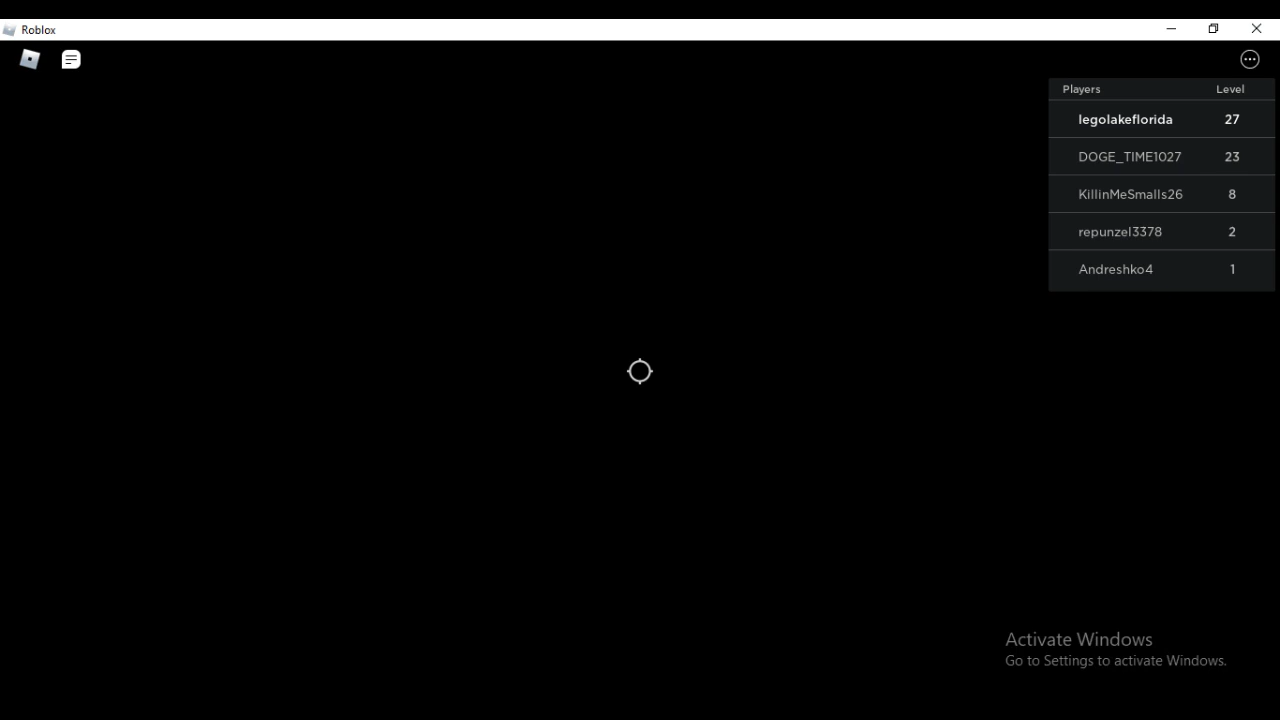 Roblox
Players Level
legolakeflorida 27
DOGE_TIME1027 23
KillinMeSmalls26 8
repunzel3378 2
Andreshko4 1
Activate Windows
Go to Settings to activate Windows.